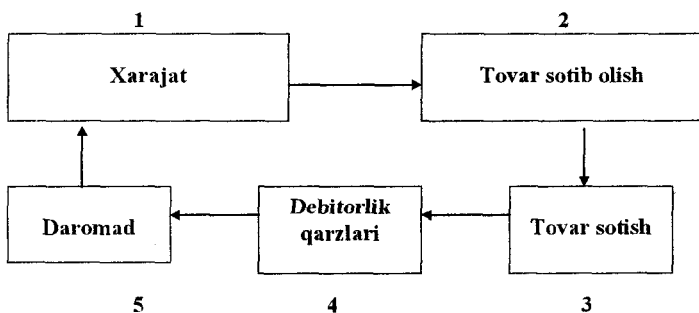 1 2
Xarajat
Tovar sotib olish
Daromad
Debitorlik
qarzlari
Tovar sotish
5 4 3